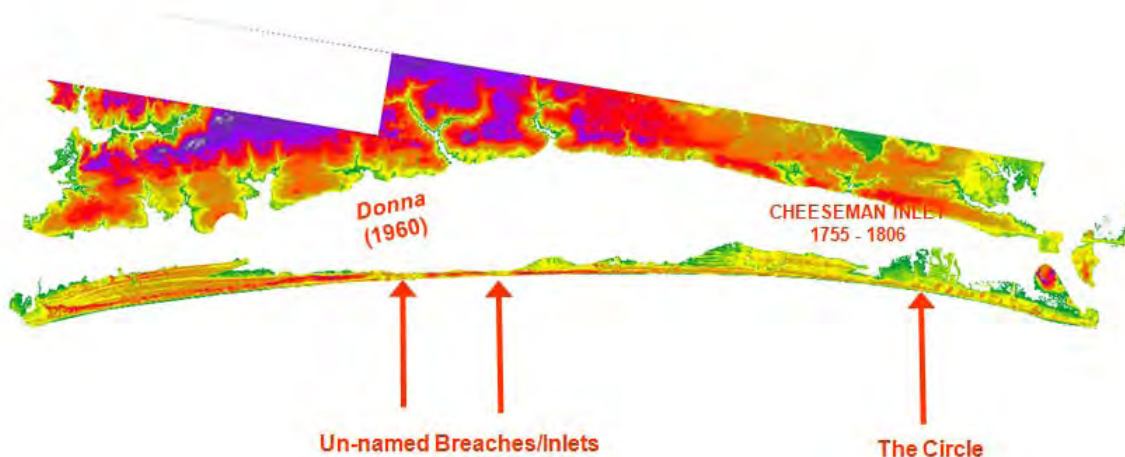 Donna
(1960)
CHEESEMAN INLET
1755 - 1806
Un-named Breaches/Inlets
The Circle